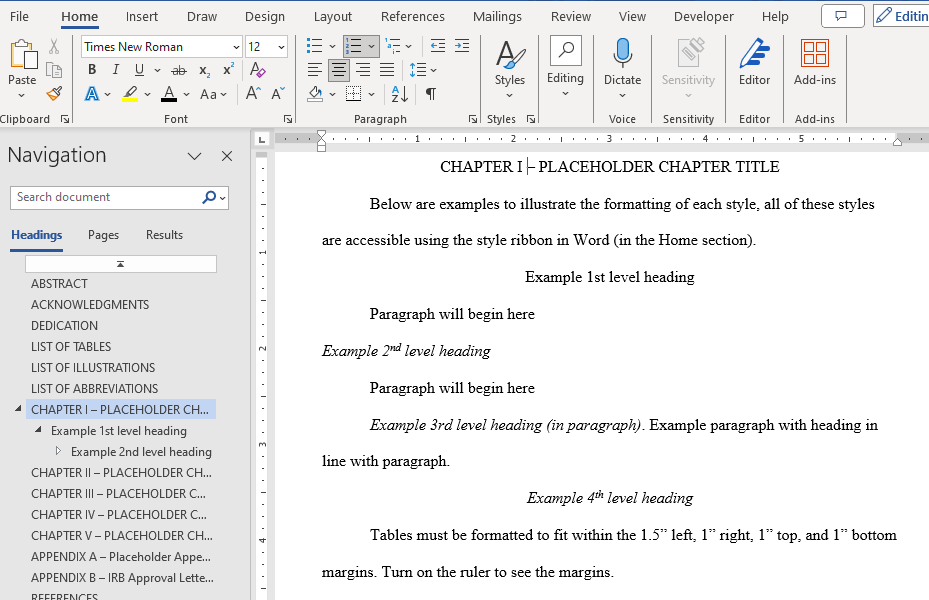 File Home Insert Draw Design Layout References Mailings Review View Developer Help Editin
Times New Roman 12
B I U ab x2 x2 A
A A Aa A A
Paste Styles Editing Dictate Sensitivity Editor Add-ins
Clipboard Font Paragraph Styles Voice Sensitivity Editor Add-ins
Navigation
Search document
Headings Pages Results
ABSTRACT
ACKNOWLEDGMENTS
DEDICATION
LIST OF TABLES
LIST OF ILLUSTRATIONS
LIST OF ABBREVIATIONS
CHAPTER I – PLACEHOLDER CH...
Example 1st level heading
Example 2nd level heading
CHAPTER II – PLACEHOLDER CH...
CHAPTER III – PLACEHOLDER C...
CHAPTER IV – PLACEHOLDER C...
CHAPTER V – PLACEHOLDER CH...
APPENDIX A – Placeholder Appe...
APPENDIX B – IRB Approval Lette...
REFERENCES
L 1 2 3 4 5
1
2
3
4
CHAPTER I – PLACEHOLDER CHAPTER TITLE
Below are examples to illustrate the formatting of each style, all of these styles
are accessible using the style ribbon in Word (in the Home section).
Example 1st level heading
Paragraph will begin here
Example 2nd level heading
Paragraph will begin here
Example 3rd level heading (in paragraph). Example paragraph with heading in
line with paragraph.
Example 4th level heading
Tables must be formatted to fit within the 1.5” left, 1” right, 1” top, and 1” bottom
margins. Turn on the ruler to see the margins.